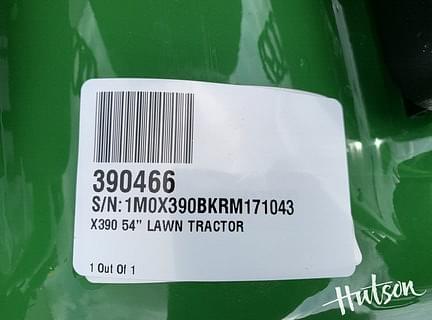 390466
S/N: 1M0X390BKRM171043
X390 54" LAWN TRACTOR
1 Out Of 1
Hutson